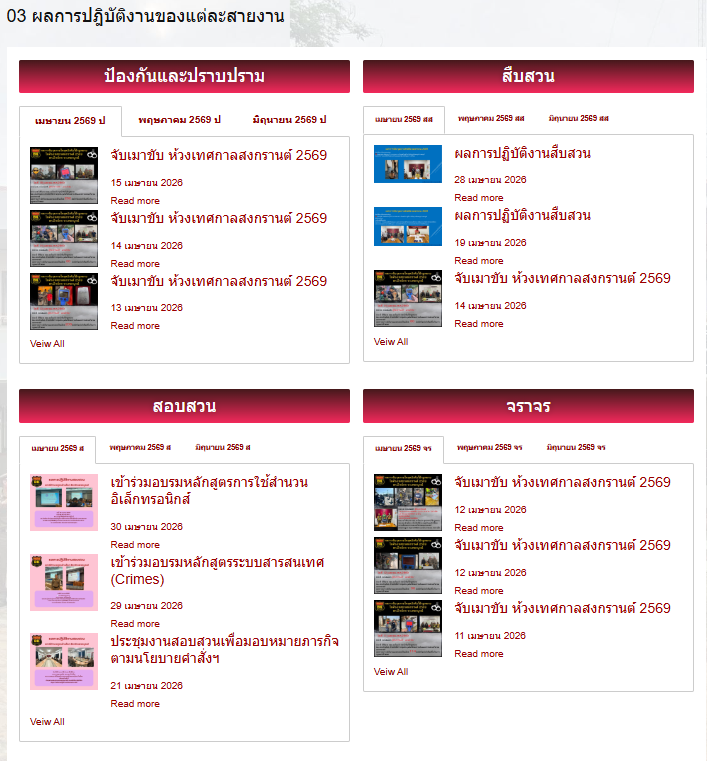 03 ผลการปฎิบัติงานของแต่ละสายงาน
ป้องกันและปราบปราม
เมษายน 2569 ป
พฤษภาคม 2569 ป
มิถุนายน 2569 ป
จับเมาขับ ห้วงเทศกาลสงกรานต์ 2569
15 เมษายน 2026
Read more
จับเมาขับ ห้วงเทศกาลสงกรานต์ 2569
14 เมษายน 2026
Read more
จับเมาขับ ห้วงเทศกาลสงกรานต์ 2569
13 เมษายน 2026
Read more
Veiw All
สืบสวน
เมษายน 2569 สส
พฤษภาคม 2569 สส
มิถุนายน 2569 สส
ผลการปฏิบัติงานสืบสวน
28 เมษายน 2026
Read more
ผลการปฏิบัติงานสืบสวน
19 เมษายน 2026
Read more
จับเมาขับ ห้วงเทศกาลสงกรานต์ 2569
14 เมษายน 2026
Read more
Veiw All
สอบสวน
เมษายน 2569 ส
พฤษภาคม 2569 ส
มิถุนายน 2569 ส
เข้าร่วมอบรมหลักสูตรการใช้สำนวน
อิเล็กทรอนิกส์
30 เมษายน 2026
Read more
เข้าร่วมอบรมหลักสูตรระบบสารสนเทศ
(Crimes)
29 เมษายน 2026
Read more
ประชุมงานสอบสวนเพื่อมอบหมายภารกิจ
ตามนโยบายคำสั่งฯ
21 เมษายน 2026
Read more
Veiw All
จราจร
เมษายน 2569 จร
พฤษภาคม 2569 จร
มิถุนายน 2569 จร
จับเมาขับ ห้วงเทศกาลสงกรานต์ 2569
12 เมษายน 2026
Read more
จับเมาขับ ห้วงเทศกาลสงกรานต์ 2569
12 เมษายน 2026
Read more
จับเมาขับ ห้วงเทศกาลสงกรานต์ 2569
11 เมษายน 2026
Read more
Veiw All